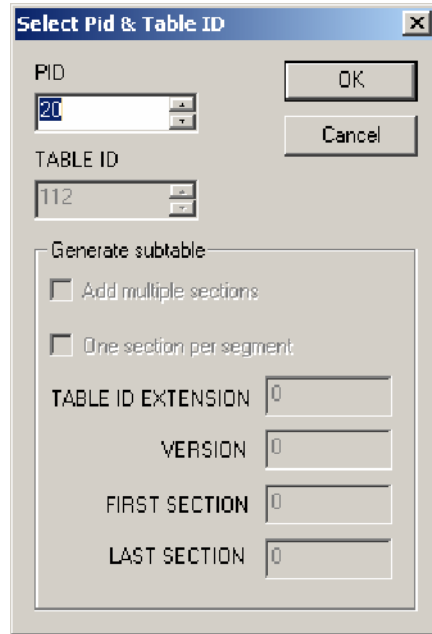 Select Pid & Table ID
PID
OK
20
Cancel
TABLE ID
112
Generate subtable
Add multiple sections
One section per segment
TABLE ID EXTENSION 0
VERSION 0
FIRST SECTION 0
LAST SECTION 0